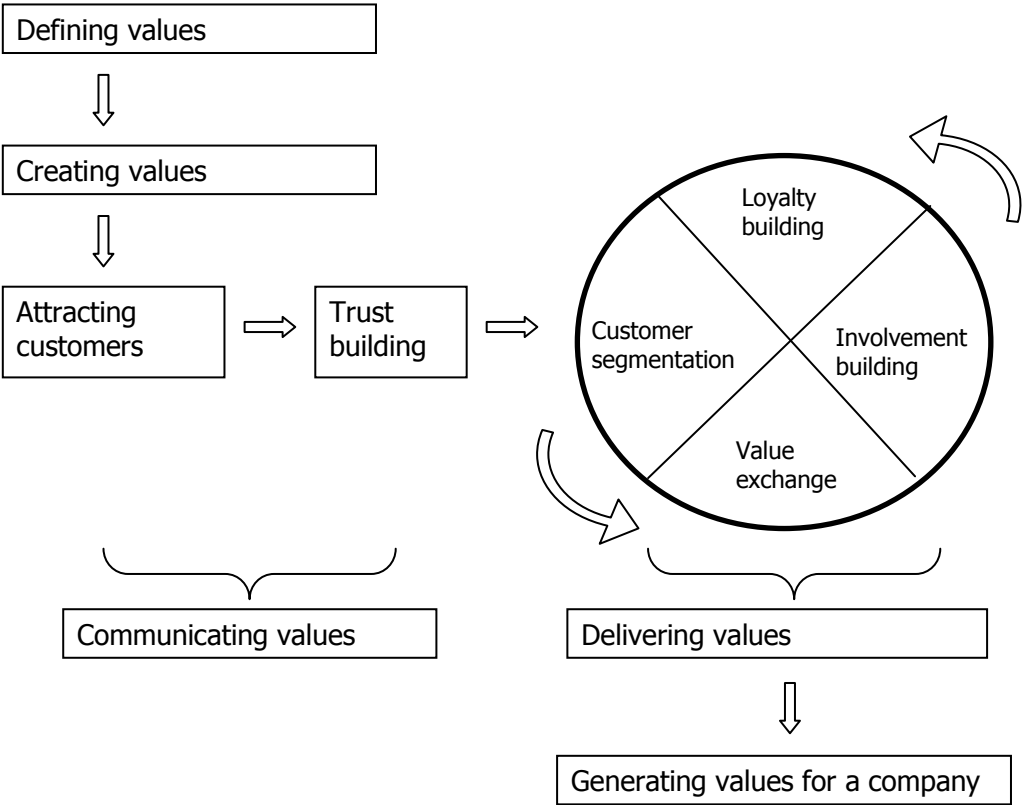 Defining values
Creating values
Attracting
customers
Trust
building
Loyalty
building
Customer
segmentation
Involvement
building
Value
exchange
Communicating values
Delivering values
Generating values for a company